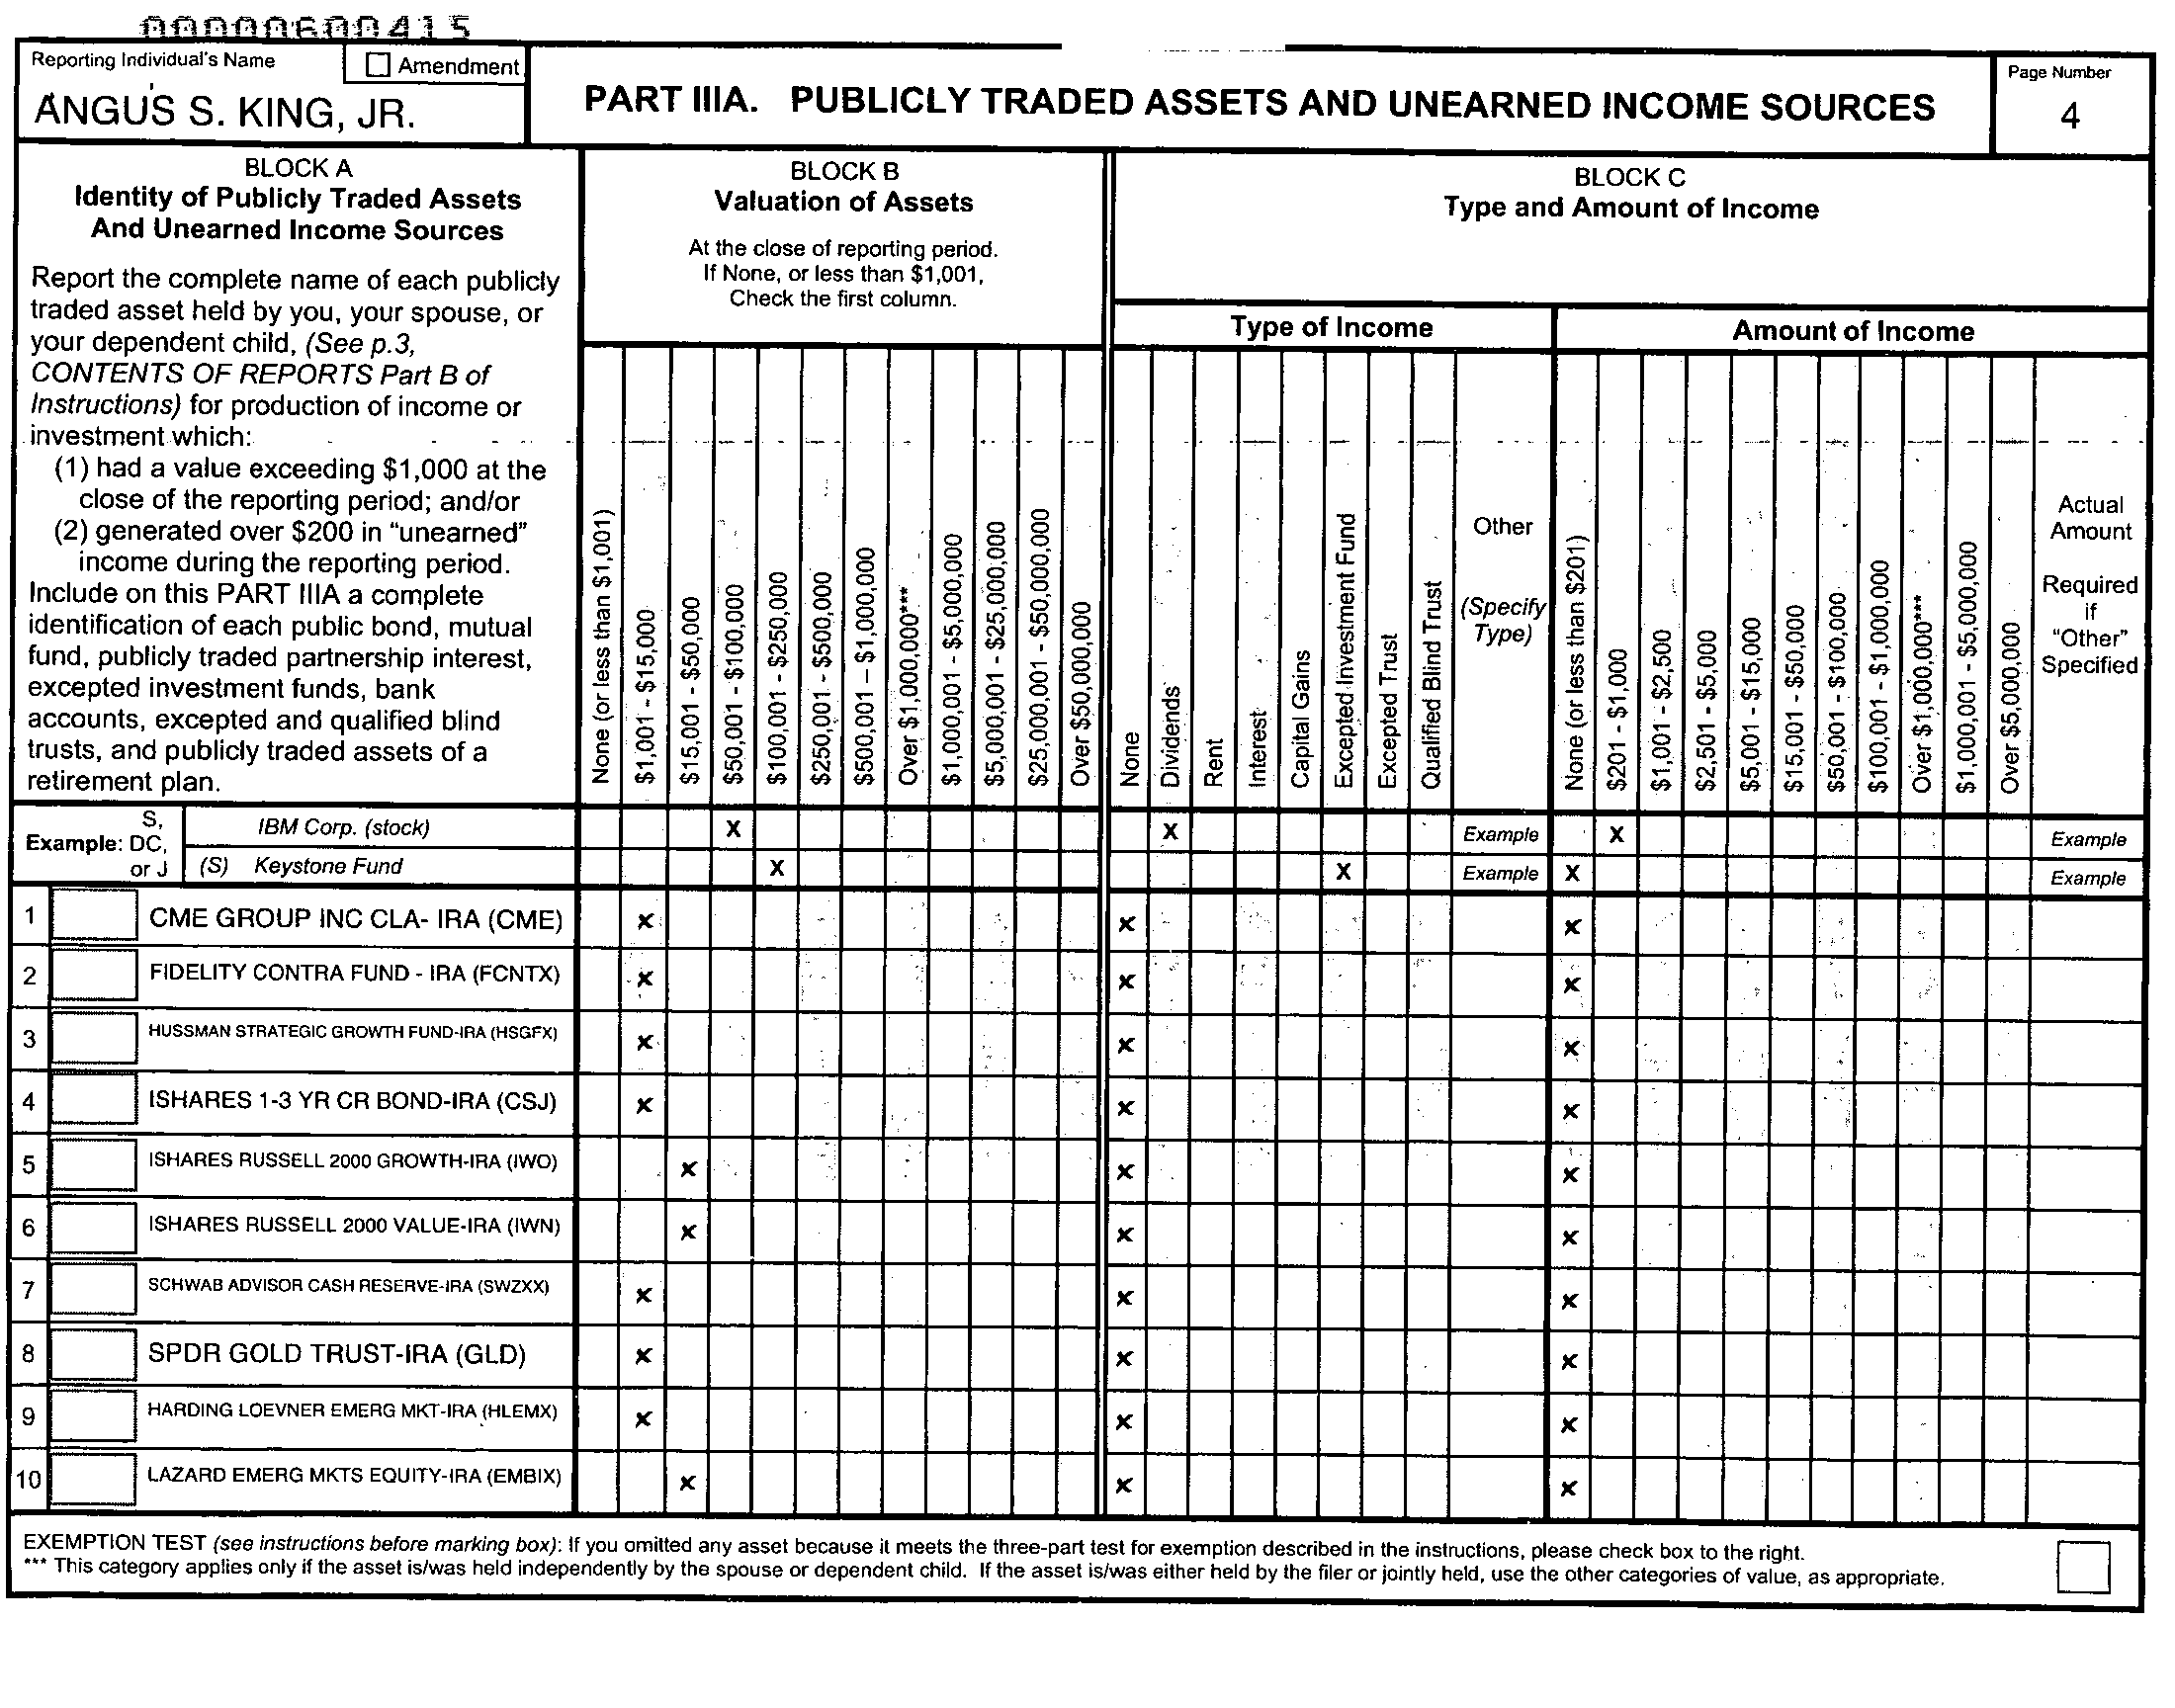 00000600415
Reporting Individual's Name
Amendment
ANGUS S. KING, JR.
PART IIIA. PUBLICLY TRADED ASSETS AND UNEARNED INCOME SOURCES
Page Number
4
BLOCK A
Identity of Publicly Traded Assets
And Unearned Income Sources
Report the complete name of each publicly
traded asset held by you, your spouse, or
your dependent child, (See p.3,
CONTENTS OF REPORTS Part B of
Instructions) for production of income or
investment which:
(1) had a value exceeding $1,000 at the
close of the reporting period; and/or
(2) generated over $200 in “unearned”
income during the reporting period.
Include on this PART IIIA a complete
identification of each public bond, mutual
fund, publicly traded partnership interest,
excepted investment funds, bank
accounts, excepted and qualified blind
trusts, and publicly traded assets of a
retirement plan.
BLOCK B
Valuation of Assets
At the close of reporting period.
If None, or less than $1,001,
Check the first column.
None (or less than $1,001)
$1,001 - $15,000
$15,001 - $50,000
$50,001 - $100,000
$100,001 - $250,000
$250,001 - $500,000
$500,001 – $1,000,000
Over $1,000,000***
$1,000,001 - $5,000,000
$5,000,001 - $25,000,000
$25,000,001 - $50,000,000
Over $50,000,000
BLOCK C
Type and Amount of Income
Type of Income
None
Dividends
Rent
Interest
Capital Gains
Excepted Investment Fund
Excepted Trust
Qualified Blind Trust
Other
(Specify
Type)
Amount of Income
None (or less than $201)
$201 - $1,000
$1,001 - $2,500
$2,501 - $5,000
$5,001 - $15,000
$15,001 - $50,000
$50,001 - $100,000
$100,001 - $1,000,000
Over $1,000,000***
$1,000,001 - $5,000,000
Over $5,000,000
Actual
Amount
Required
if
“Other”
Specified
Example: S, DC, or J
IBM Corp. (stock) X X Example X Example
(S) Keystone Fund X X Example X Example
1 CME GROUP INC CLA- IRA (CME) x x x
2 FIDELITY CONTRA FUND - IRA (FCNTX) x x x
3 HUSSMAN STRATEGIC GROWTH FUND-IRA (HSGFX) x x x
4 ISHARES 1-3 YR CR BOND-IRA (CSJ) x x x
5 ISHARES RUSSELL 2000 GROWTH-IRA (IWO) x x x
6 ISHARES RUSSELL 2000 VALUE-IRA (IWN) x x x
7 SCHWAB ADVISOR CASH RESERVE-IRA (SWZXX) x x x
8 SPDR GOLD TRUST-IRA (GLD) x x x
9 HARDING LOEVNER EMERG MKT-IRA (HLEMX) x x x
10 LAZARD EMERG MKTS EQUITY-IRA (EMBIX) x x x
EXEMPTION TEST (see instructions before marking box): If you omitted any asset because it meets the three-part test for exemption described in the instructions, please check box to the right.
*** This category applies only if the asset is/was held independently by the spouse or dependent child. If the asset is/was either held by the filer or jointly held, use the other categories of value, as appropriate.